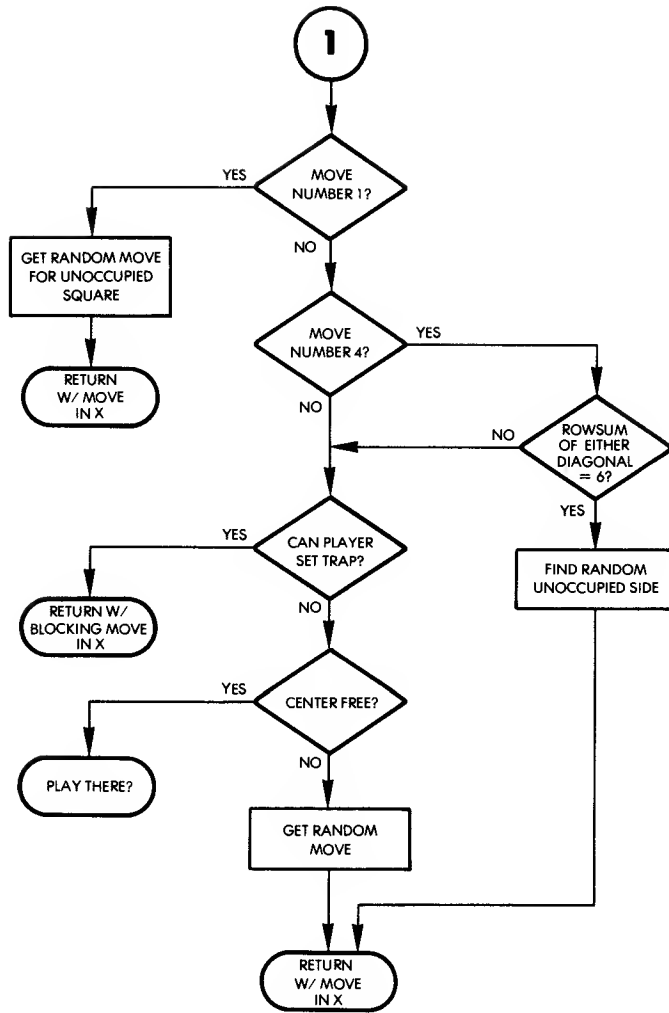 1
MOVE
NUMBER 1?
YES
NO
GET RANDOM MOVE
FOR UNOCCUPIED
SQUARE
RETURN
W/ MOVE
IN X
MOVE
NUMBER 4?
YES
NO
ROWSUM
OF EITHER
DIAGONAL
= 6?
NO
YES
FIND RANDOM
UNOCCUPIED SIDE
CAN PLAYER
SET TRAP?
YES
NO
RETURN W/
BLOCKING MOVE
IN X
CENTER FREE?
YES
NO
PLAY THERE?
GET RANDOM
MOVE
RETURN
W/ MOVE
IN X